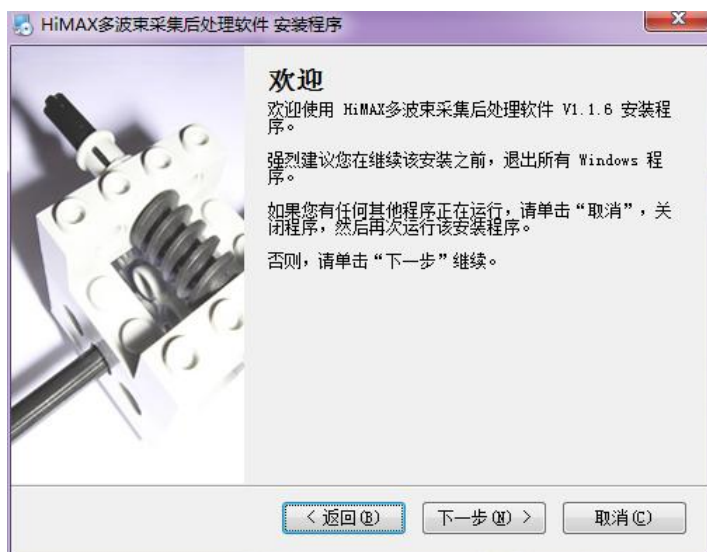 HiMAX多波束采集后处理软件 安装程序
欢迎
欢迎使用 HiMAX多波束采集后处理软件 V1.1.6 安装程
序。
强烈建议您在继续该安装之前，退出所有 Windows 程
序。
如果您有任何其他程序正在运行，请单击“取消”，关
闭程序，然后再次运行该安装程序。
否则，请单击“下一步”继续。
< 返回(B) 下一步(N) > 取消(C)